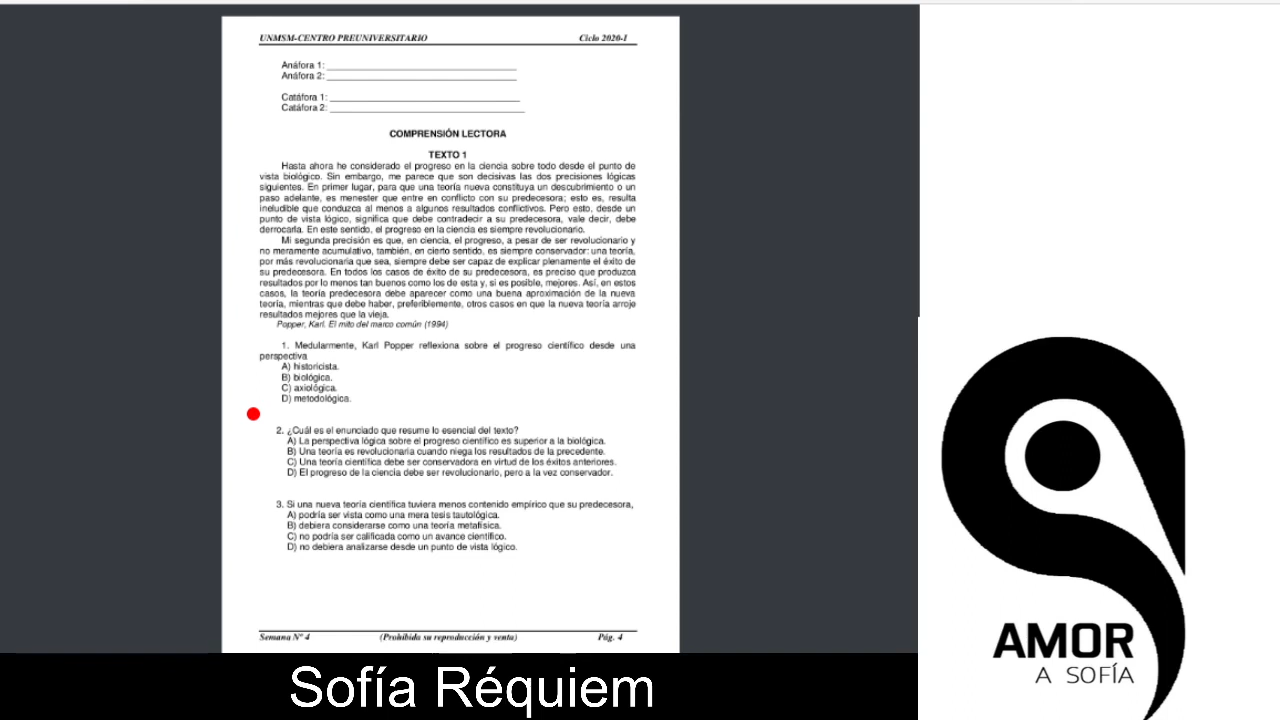 UNMSM-CENTRO PREUNIVERSITARIO Ciclo 2020-I
Anáfora 1: ___________________________________
Anáfora 2: ___________________________________
Catáfora 1: ___________________________________
Catáfora 2: ____________________________________
COMPRENSIÓN LECTORA
TEXTO 1
Hasta ahora he considerado el progreso en la ciencia sobre todo desde el punto de
vista biológico. Sin embargo, me parece que son decisivas las dos precisiones lógicas
siguientes. En primer lugar, para que una teoría nueva constituya un descubrimiento o un
paso adelante, es menester que entre en conflicto con su predecesora; esto es, resulta
ineludible que conduzca al menos a algunos resultados conflictivos. Pero esto, desde un
punto de vista lógico, significa que debe contradecir a su predecesora, vale decir, debe
derrocarla. En este sentido, el progreso en la ciencia es siempre revolucionario.
Mi segunda precisión es que, en ciencia, el progreso, a pesar de ser revolucionario y
no meramente acumulativo, también, en cierto sentido, es siempre conservador: una teoría,
por más revolucionaria que sea, siempre debe ser capaz de explicar plenamente el éxito de
su predecesora. En todos los casos de éxito de su predecesora, es preciso que produzca
resultados por lo menos tan buenos como los de esta y, si es posible, mejores. Así, en estos
casos, la teoría predecesora debe aparecer como una buena aproximación de la nueva
teoría, mientras que debe haber, preferiblemente, otros casos en que la nueva teoría arroje
resultados mejores que la vieja.
Popper, Karl. El mito del marco común (1994)
1. Medularmente, Karl Popper reflexiona sobre el progreso científico desde una
perspectiva
A) historicista.
B) biológica.
C) axiológica.
D) metodológica.
2. ¿Cuál es el enunciado que resume lo esencial del texto?
A) La perspectiva lógica sobre el progreso científico es superior a la biológica.
B) Una teoría es revolucionaria cuando niega los resultados de la precedente.
C) Una teoría científica debe ser conservadora en virtud de los éxitos anteriores.
D) El progreso de la ciencia debe ser revolucionario, pero a la vez conservador.
3. Si una nueva teoría científica tuviera menos contenido empírico que su predecesora,
A) podría ser vista como una mera tesis tautológica.
B) debiera considerarse como una teoría metafísica.
C) no podría ser calificada como un avance científico.
D) no debiera analizarse desde un punto de vista lógico.
Semana Nº 4 (Prohibida su reproducción y venta) Pág. 4
Sofía Réquiem
AMOR
A SOFÍA